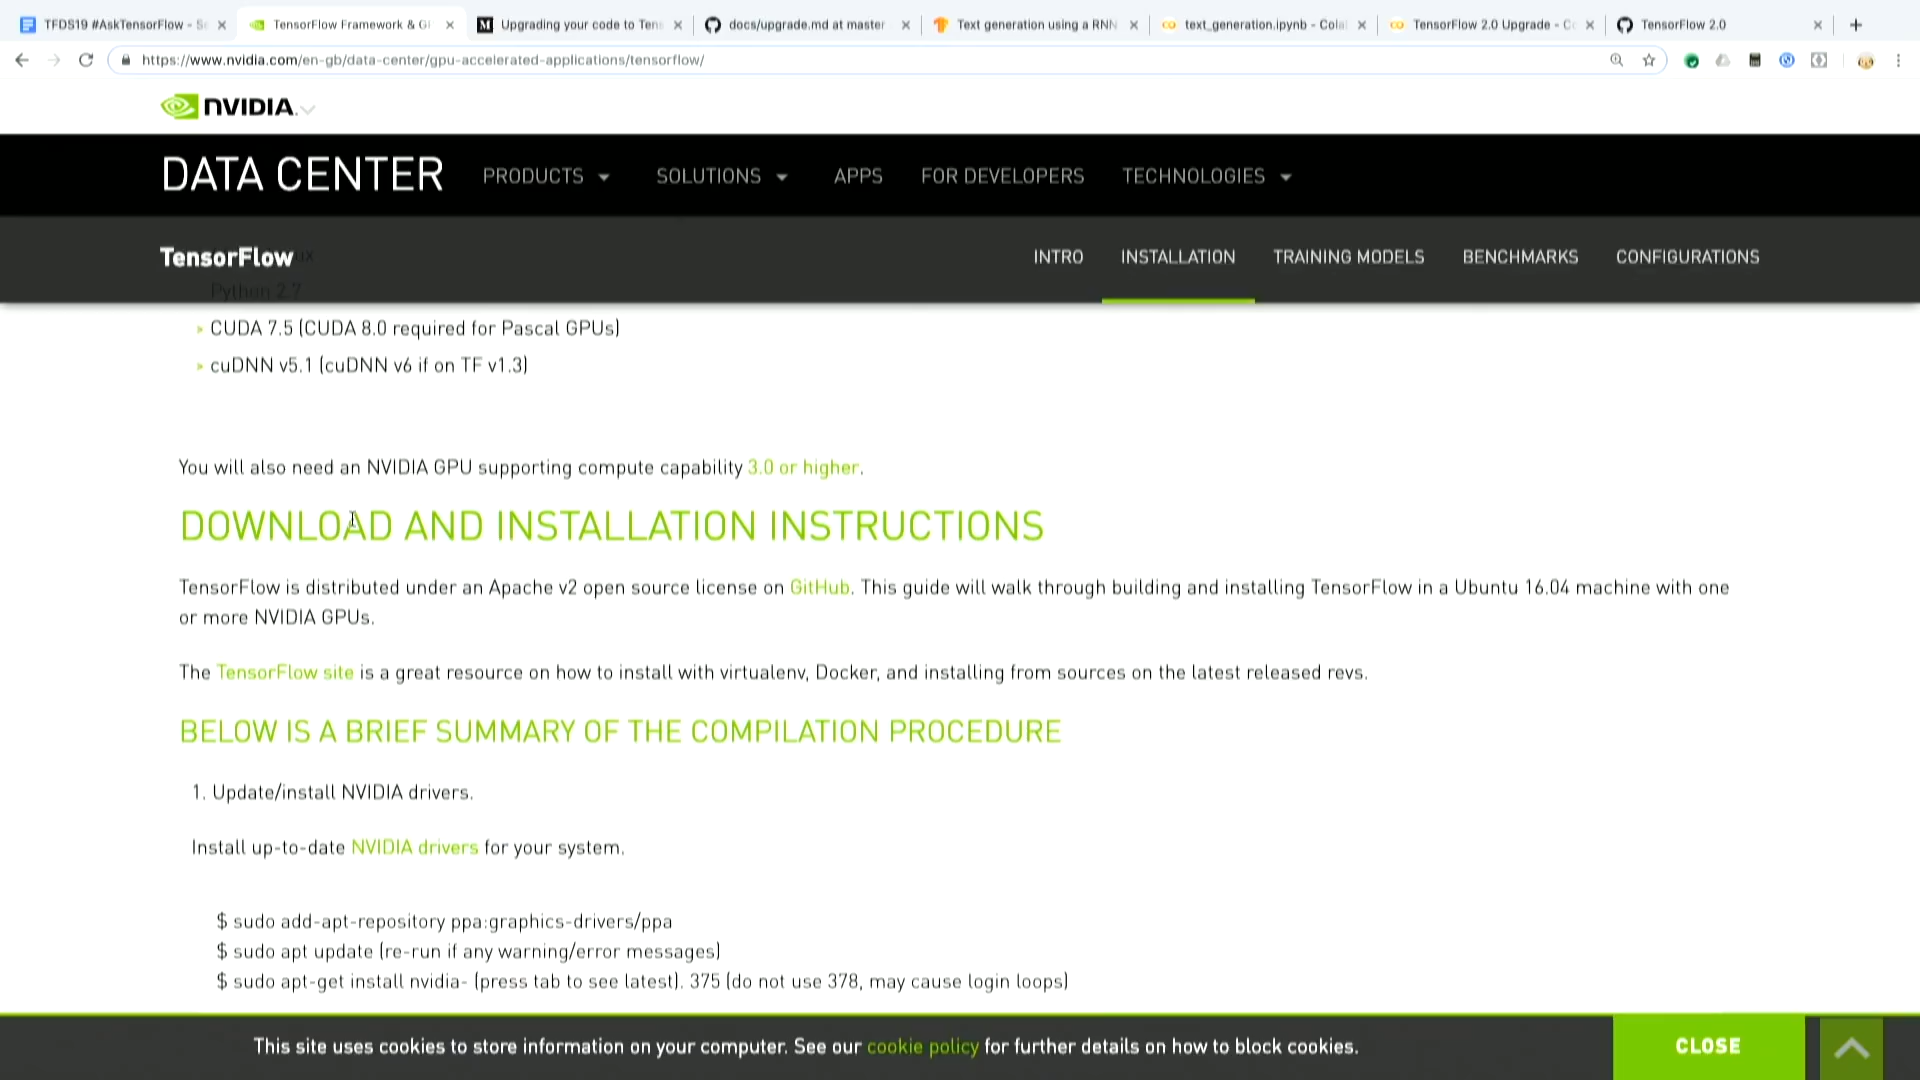 TFDS19 #AskTensorFlow - Se
TensorFlow Framework & GP
Upgrading your code to Tens
docs/upgrade.md at master
Text generation using a RNN
text_generation.ipynb - Colab
TensorFlow 2.0 Upgrade - Co
TensorFlow 2.0
https://www.nvidia.com/en-gb/data-center/gpu-accelerated-applications/tensorflow/
NVIDIA.
DATA CENTER PRODUCTS SOLUTIONS APPS FOR DEVELOPERS TECHNOLOGIES
TensorFlow INTRO INSTALLATION TRAINING MODELS BENCHMARKS CONFIGURATIONS
Python 2.7
> CUDA 7.5 (CUDA 8.0 required for Pascal GPUs)
> cuDNN v5.1 (cuDNN v6 if on TF v1.3)
You will also need an NVIDIA GPU supporting compute capability 3.0 or higher.
DOWNLOAD AND INSTALLATION INSTRUCTIONS
TensorFlow is distributed under an Apache v2 open source license on GitHub. This guide will walk through building and installing TensorFlow in a Ubuntu 16.04 machine with one
or more NVIDIA GPUs.
The TensorFlow site is a great resource on how to install with virtualenv, Docker, and installing from sources on the latest released revs.
BELOW IS A BRIEF SUMMARY OF THE COMPILATION PROCEDURE
1. Update/install NVIDIA drivers.
Install up-to-date NVIDIA drivers for your system.
$ sudo add-apt-repository ppa:graphics-drivers/ppa
$ sudo apt update (re-run if any warning/error messages)
$ sudo apt-get install nvidia- (press tab to see latest). 375 (do not use 378, may cause login loops)
This site uses cookies to store information on your computer. See our cookie policy for further details on how to block cookies.
CLOSE